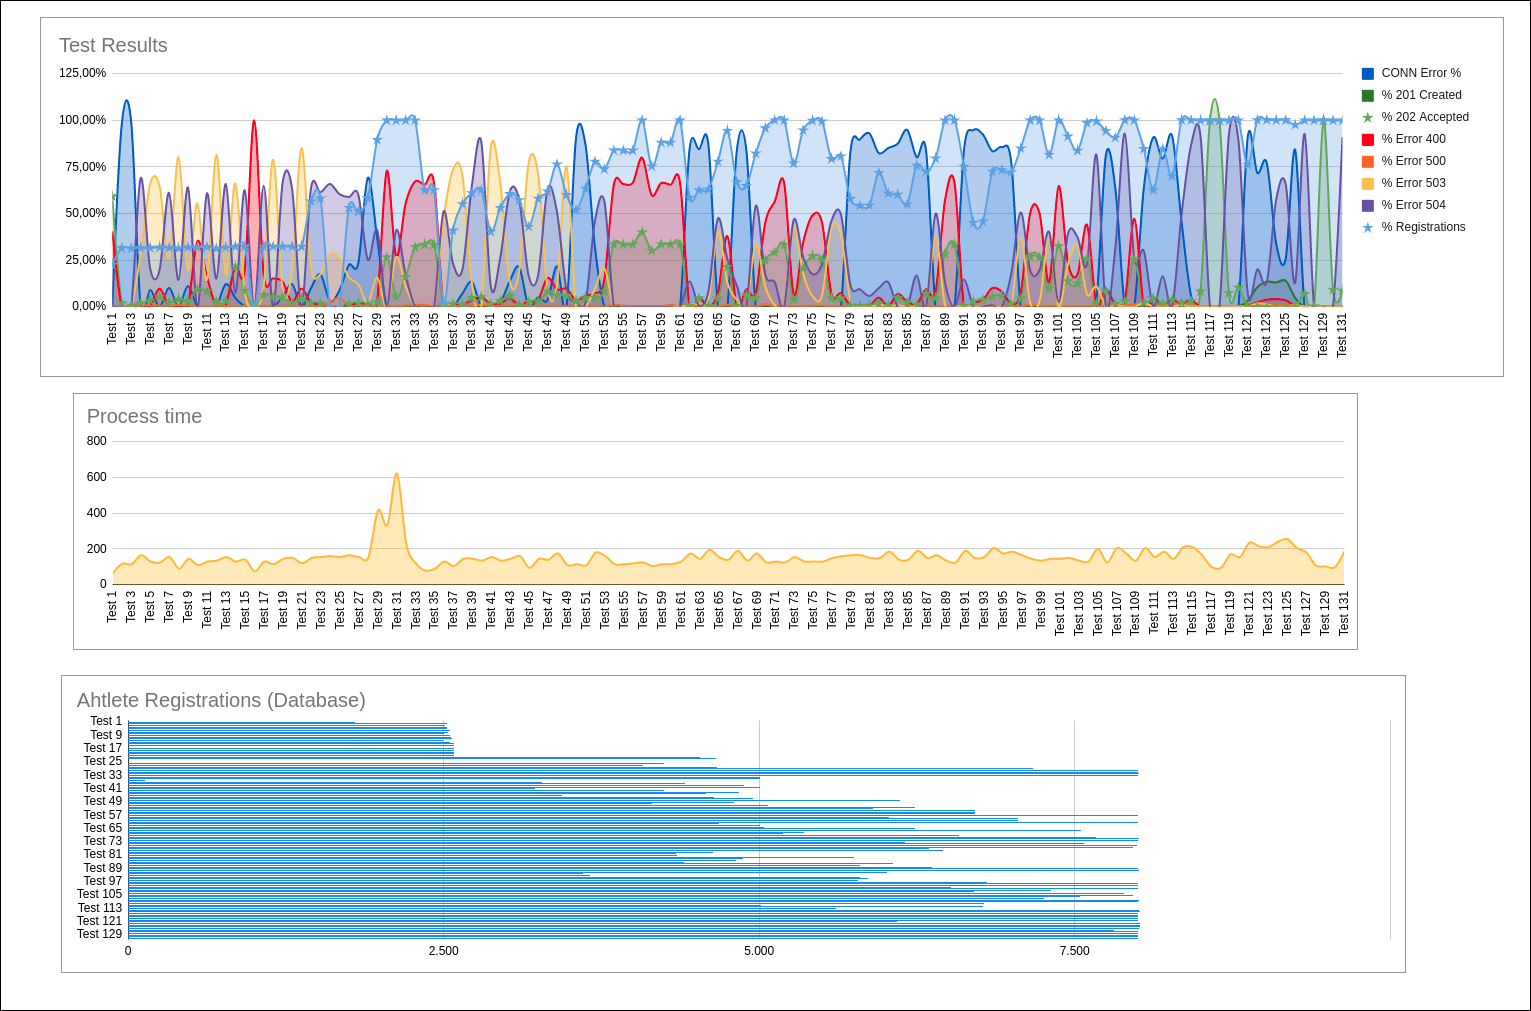 Test Results
125,00%
100,00%
75,00%
50,00%
25,00%
0,00%
Test 1 Test 3 Test 5 Test 7 Test 9 Test 11 Test 13 Test 15 Test 17 Test 19 Test 21 Test 23 Test 25 Test 27 Test 29 Test 31 Test 33 Test 35 Test 37 Test 39 Test 41 Test 43 Test 45 Test 47 Test 49 Test 51 Test 53 Test 55 Test 57 Test 59 Test 61 Test 63 Test 65 Test 67 Test 69 Test 71 Test 73 Test 75 Test 77 Test 79 Test 81 Test 83 Test 85 Test 87 Test 89 Test 91 Test 93 Test 95 Test 97 Test 99 Test 101 Test 103 Test 105 Test 107 Test 109 Test 111 Test 113 Test 115 Test 117 Test 119 Test 121 Test 123 Test 125 Test 127 Test 129 Test 131
CONN Error %
% 201 Created
% 202 Accepted
% Error 400
% Error 500
% Error 503
% Error 504
% Registrations
Process time
800
600
400
200
0
Test 1 Test 3 Test 5 Test 7 Test 9 Test 11 Test 13 Test 15 Test 17 Test 19 Test 21 Test 23 Test 25 Test 27 Test 29 Test 31 Test 33 Test 35 Test 37 Test 39 Test 41 Test 43 Test 45 Test 47 Test 49 Test 51 Test 53 Test 55 Test 57 Test 59 Test 61 Test 63 Test 65 Test 67 Test 69 Test 71 Test 73 Test 75 Test 77 Test 79 Test 81 Test 83 Test 85 Test 87 Test 89 Test 91 Test 93 Test 95 Test 97 Test 99 Test 101 Test 103 Test 105 Test 107 Test 109 Test 111 Test 113 Test 115 Test 117 Test 119 Test 121 Test 123 Test 125 Test 127 Test 129 Test 131
Ahtlete Registrations (Database)
Test 1
Test 9
Test 17
Test 25
Test 33
Test 41
Test 49
Test 57
Test 65
Test 73
Test 81
Test 89
Test 97
Test 105
Test 113
Test 121
Test 129
0 2.500 5.000 7.500